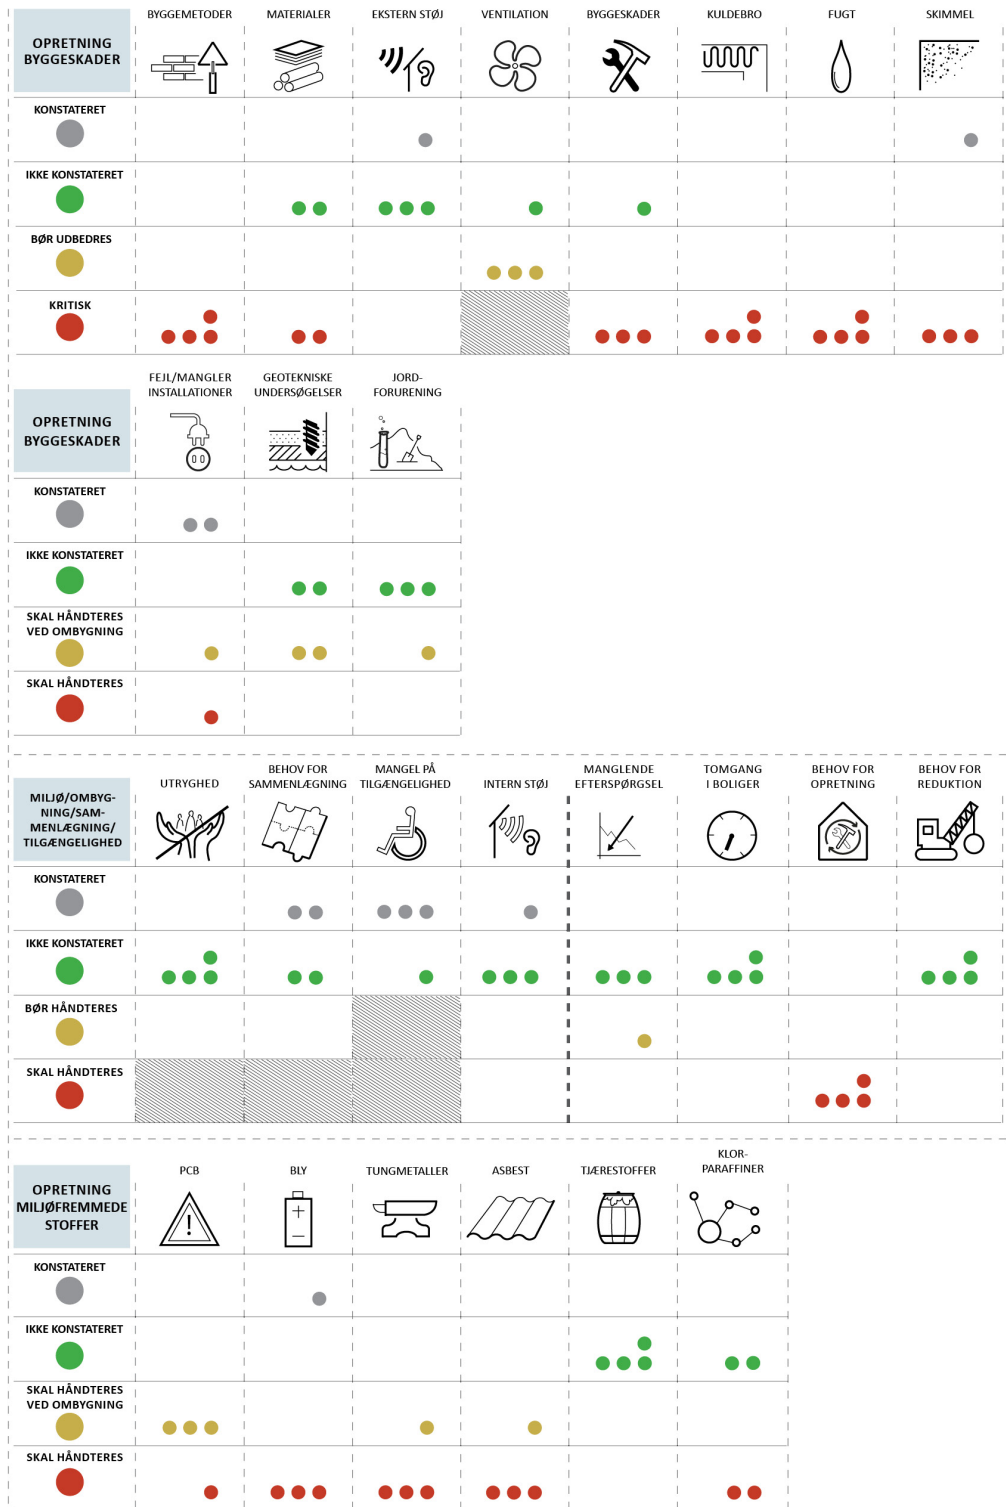 BYGGEMETODER
MATERIALER
EKSTERN STØJ
VENTILATION
BYGGESKADER
KULDEBRO
FUGT
SKIMMEL
OPRETNING
BYGGESKADER
KONSTATERET
IKKE KONSTATERET
BØR UDBEDRES
KRITISK
FEJL/MANGLER
INSTALLATIONER
GEOTEKNISKE
UNDERSØGELSER
JORD-
FORURENING
OPRETNING
BYGGESKADER
KONSTATERET
IKKE KONSTATERET
SKAL HÅNDTERES
VED OMBYGNING
SKAL HÅNDTERES
UTRYGHED
BEHOV FOR
SAMMENLÆGNING
MANGEL PÅ
TILGÆNGELIGHED
INTERN STØJ
MANGLENDE
EFTERSPØRGSEL
TOMGANG
I BOLIGER
BEHOV FOR
OPRETNING
BEHOV FOR
REDUKTION
MILJØ/OMBYG-
NING/SAM-
MENLÆGNING/
TILGÆNGELIGHED
KONSTATERET
IKKE KONSTATERET
BØR HÅNDTERES
SKAL HÅNDTERES
PCB
BLY
TUNGMETALLER
ASBEST
TJÆRESTOFFER
KLOR-
PARAFFINER
OPRETNING
MILJØFREMMEDE
STOFFER
KONSTATERET
IKKE KONSTATERET
SKAL HÅNDTERES
VED OMBYGNING
SKAL HÅNDTERES